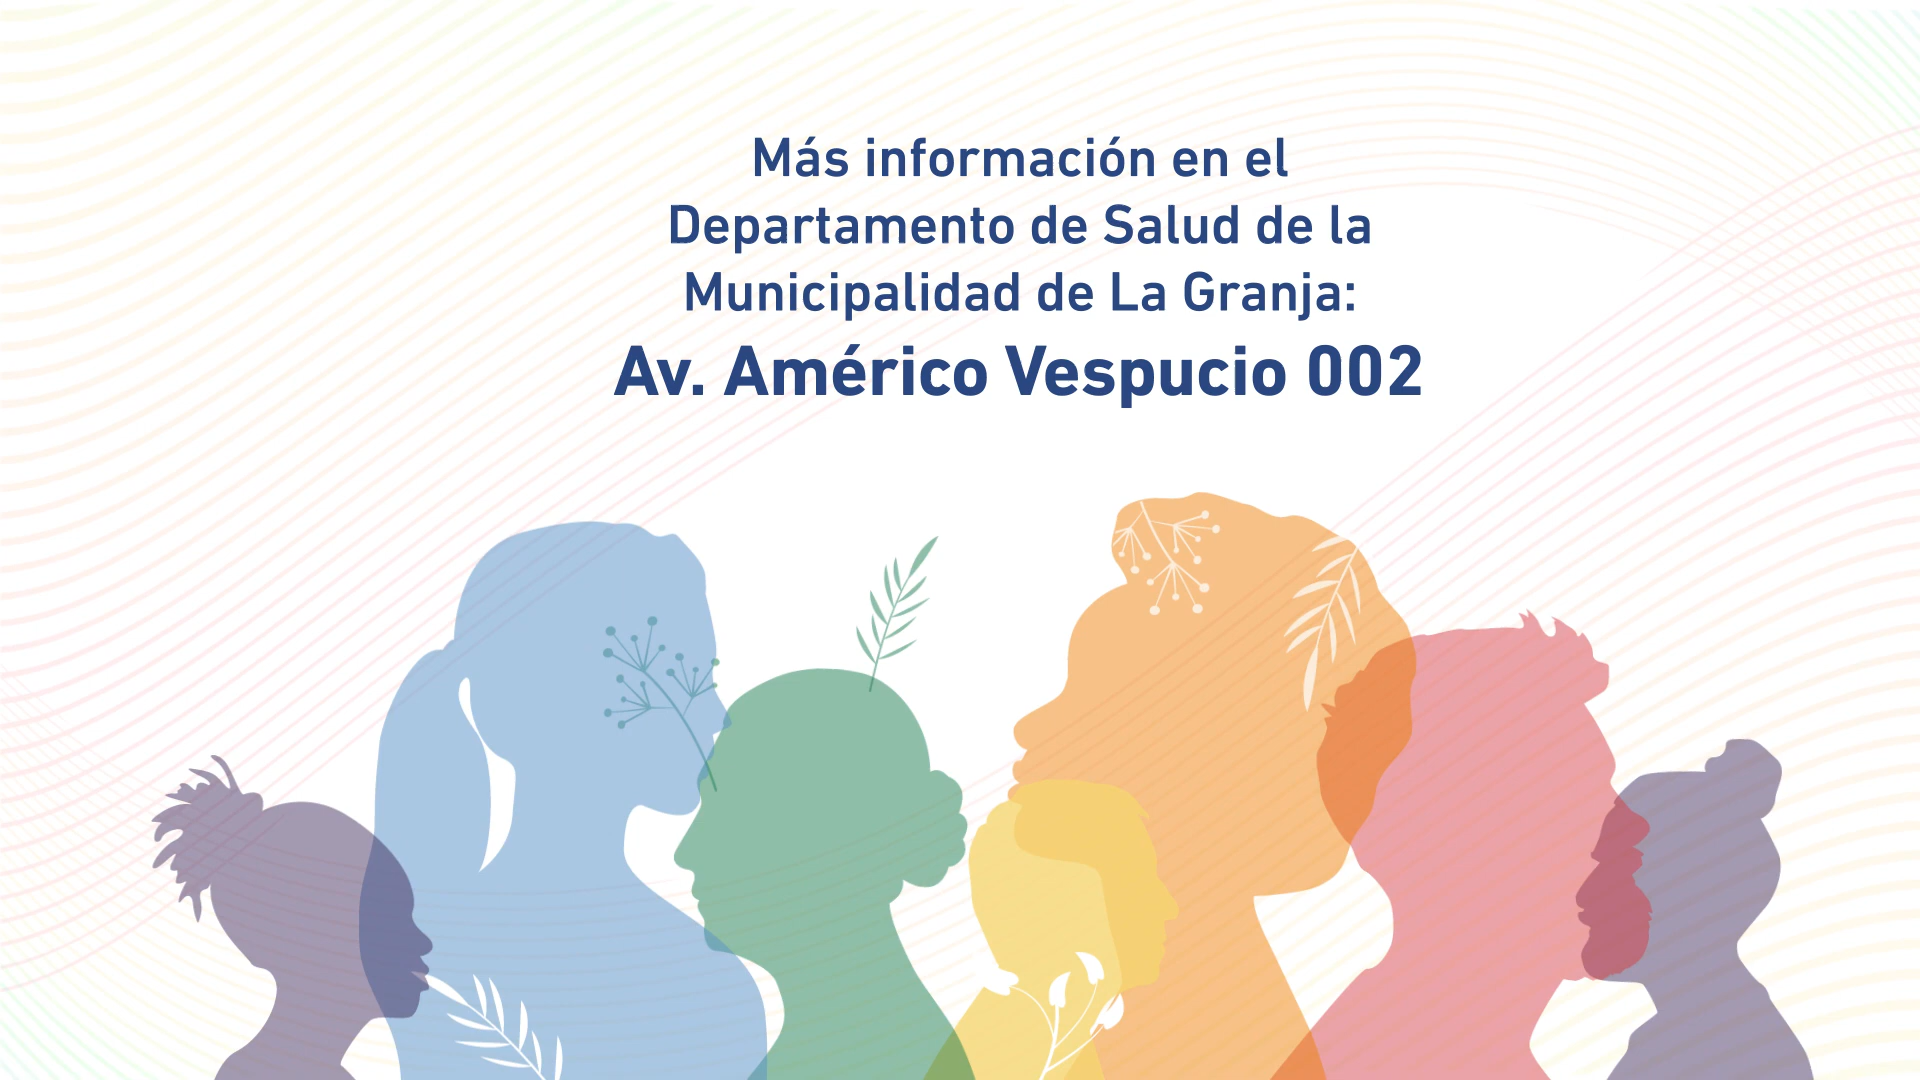 Más información en el
Departamento de Salud de la
Municipalidad de La Granja:
Av. Américo Vespucio 002